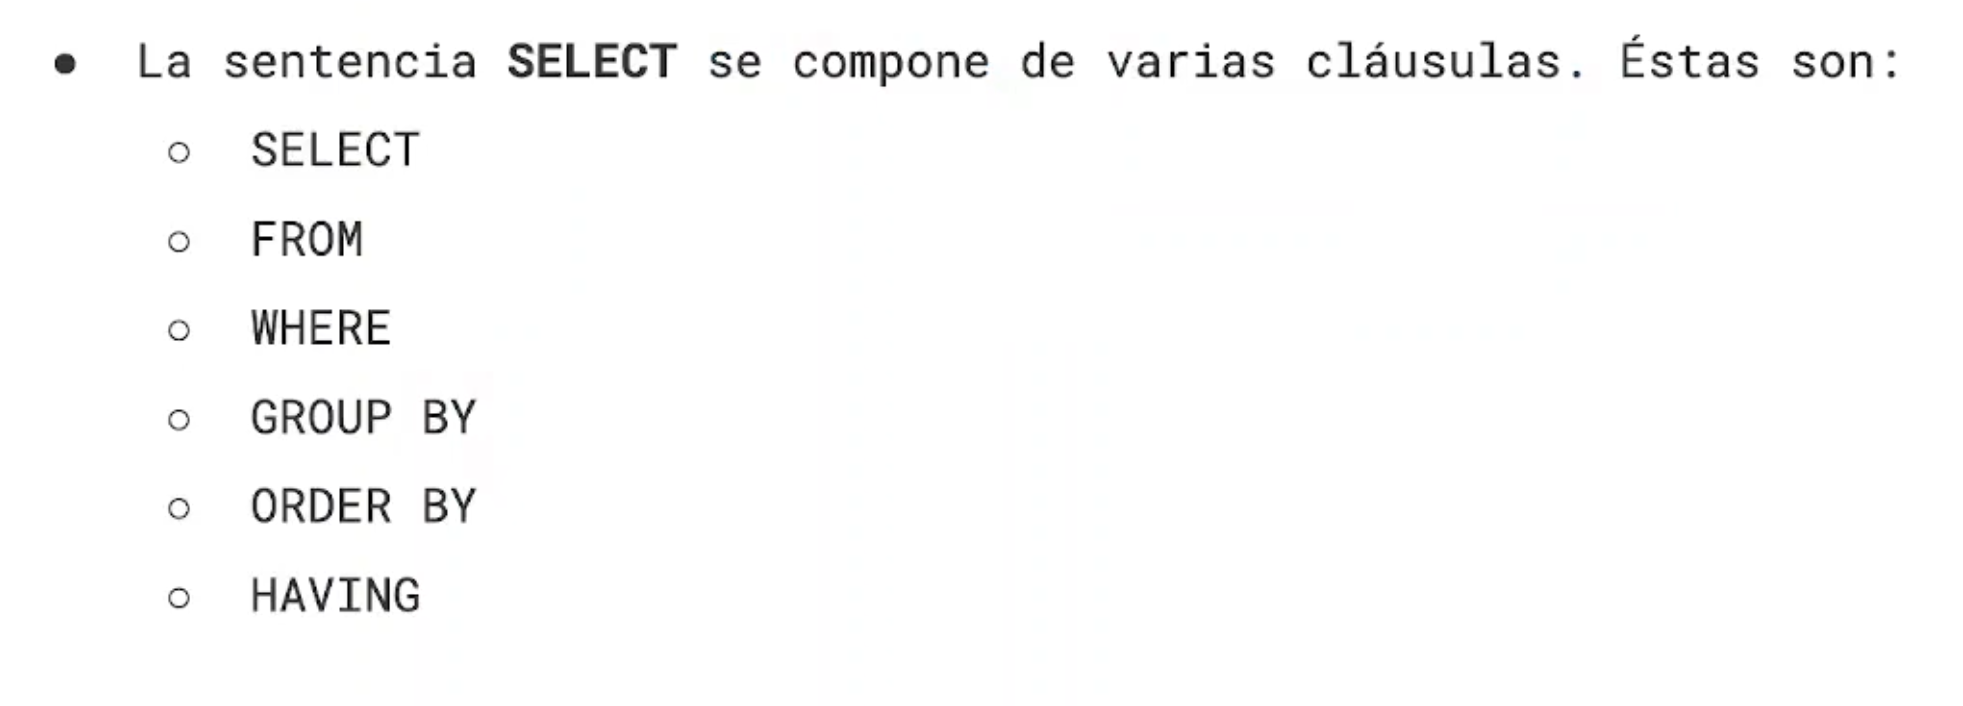 ● La sentencia SELECT se compone de varias cláusulas. Éstas son:
○ SELECT
○ FROM
○ WHERE
○ GROUP BY
○ ORDER BY
○ HAVING